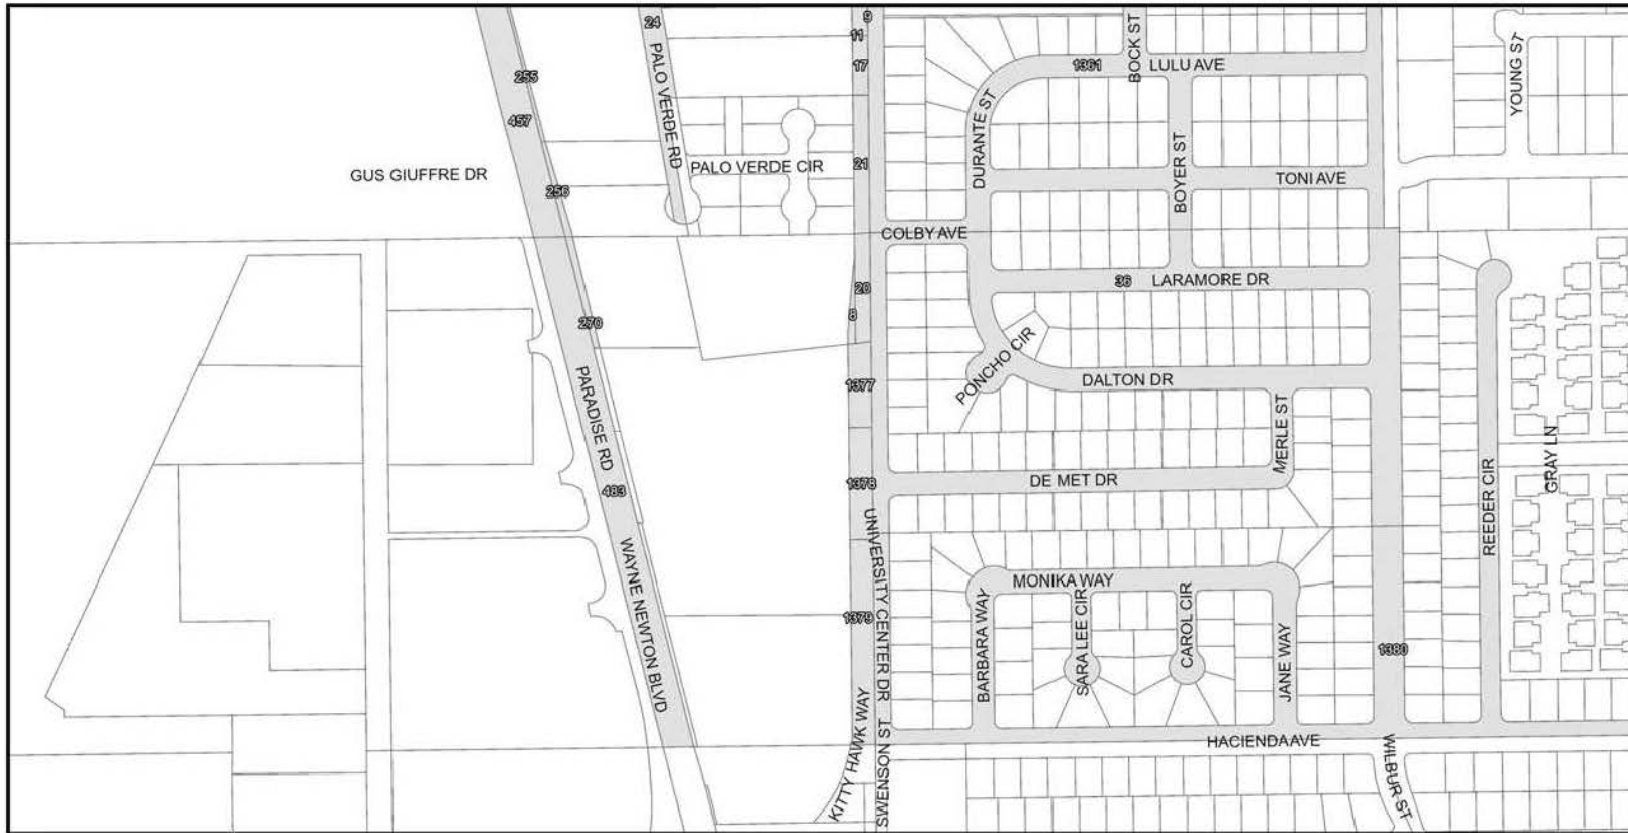 9
24
11
255
17
1361
LULU AVE
BOCK ST
YOUNG ST
PALO VERDE RD
457
DURANTE ST
BOYER ST
21
PALO VERDE CIR
GUS GIUFFRE DR
TONI AVE
256
COLBY AVE
36
LARAMORE DR
20
8
270
PONCHO CIR
1377
DALTON DR
PARADISE RD
MERLE ST
GRAY LN
DE MET DR
1378
483
REEDER CIR
UNIVERSITY CENTER DR
WAYNE NEWTON BLVD
MONIKA WAY
1379
BARBARA WAY
SARA LEE CIR
CAROL CIR
JANE WAY
1380
KITTY HAWK WAY
SWENSON ST
HACIENDA AVE
WILBUR ST